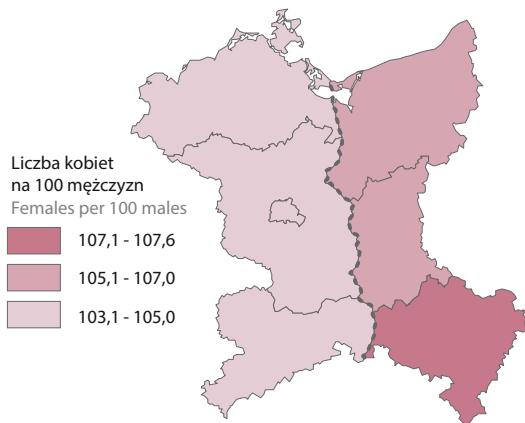 Liczba kobiet
na 100 mężczyzn
Females per 100 males
107,1 - 107,6
105,1 - 107,0
103,1 - 105,0